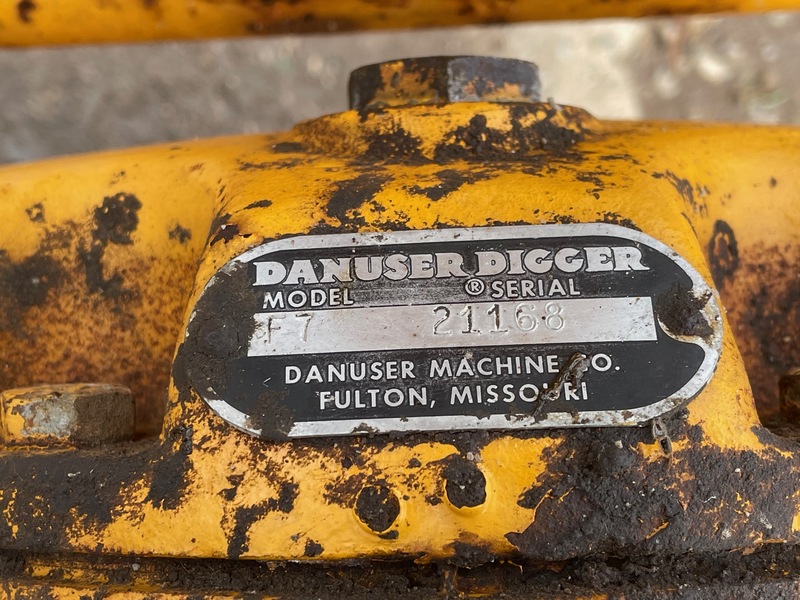 DANUSER DIGGER
MODEL ® SERIAL
F7 21168
DANUSER MACHINE CO.
FULTON, MISSOURI